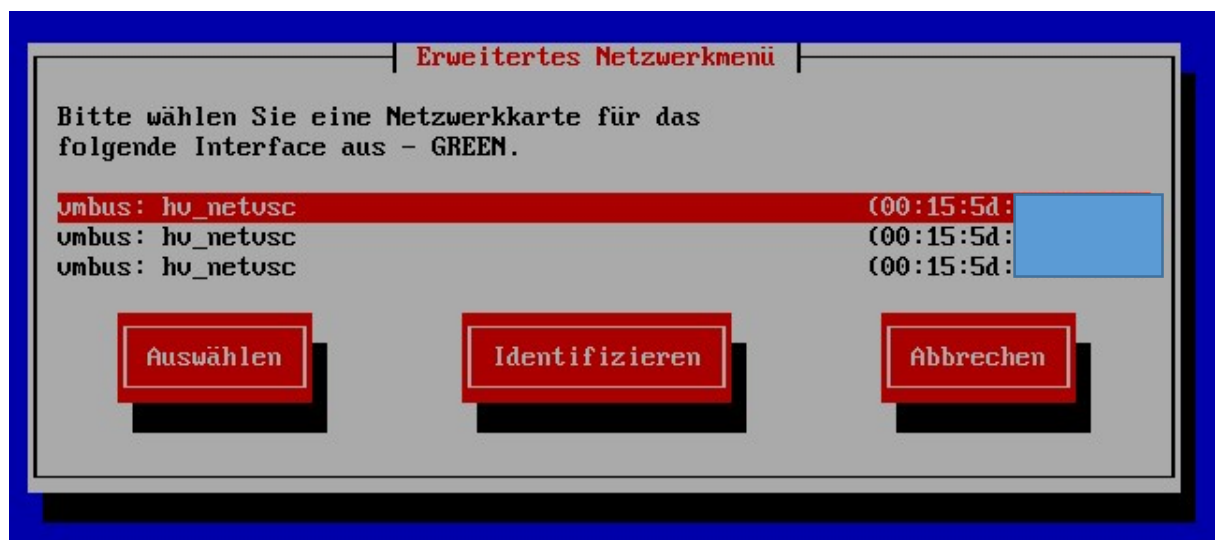 Erweitertes Netzwerkmenü
Bitte wählen Sie eine Netzwerkkarte für das
folgende Interface aus - GREEN.
vmbus: hv_netvsc (00:15:5d:
vmbus: hv_netvsc (00:15:5d:
vmbus: hv_netvsc (00:15:5d:
Auswählen Identifizieren Abbrechen